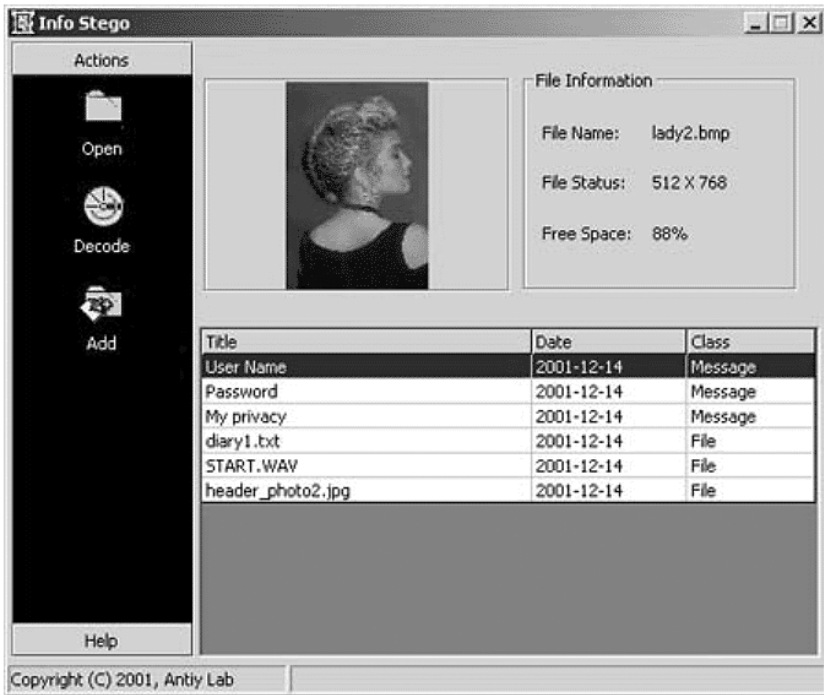 Info Stego
Actions
Open
Decode
Add
Help
File Information
File Name: lady2.bmp
File Status: 512 X 768
Free Space: 88%
Title Date Class
User Name 2001-12-14 Message
Password 2001-12-14 Message
My privacy 2001-12-14 Message
diary1.txt 2001-12-14 File
START.WAV 2001-12-14 File
header_photo2.jpg 2001-12-14 File
Copyright (C) 2001, Antiy Lab